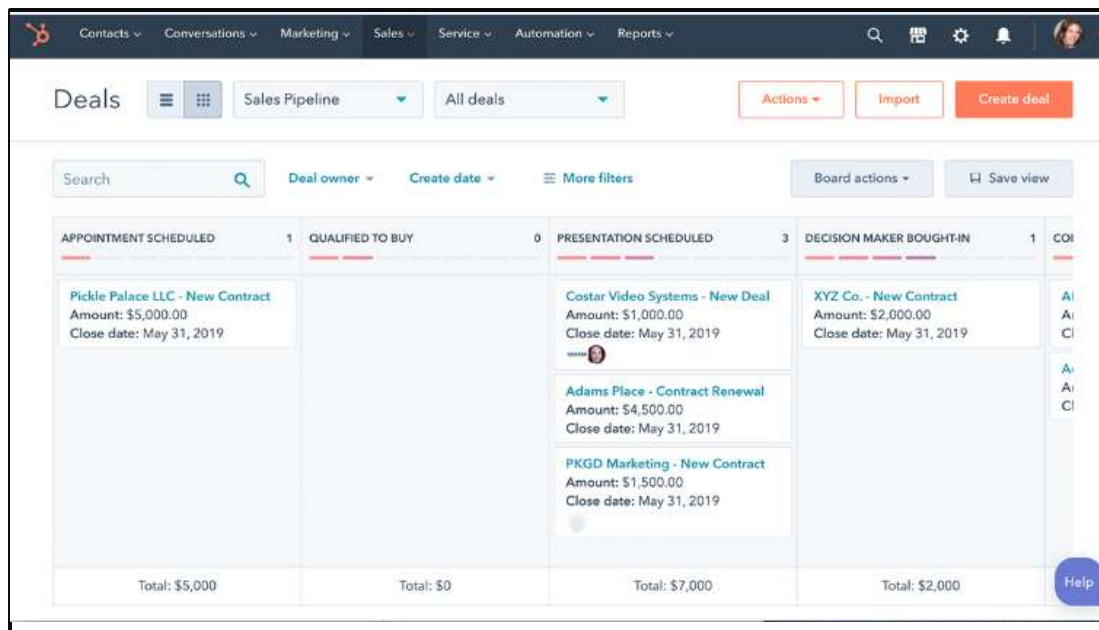 Contacts Conversations Marketing Sales Service Automation Reports
Deals Sales Pipeline All deals Actions Import Create deal
Search Deal owner Create date More filters Board actions Save view
APPOINTMENT SCHEDULED 1 QUALIFIED TO BUY 0 PRESENTATION SCHEDULED 3 DECISION MAKER BOUGHT-IN 1
Pickle Palace LLC - New Contract
Amount: $5,000.00
Close date: May 31, 2019
Costar Video Systems - New Deal
Amount: $1,000.00
Close date: May 31, 2019
Adams Place - Contract Renewal
Amount: $4,500.00
Close date: May 31, 2019
PKGD Marketing - New Contract
Amount: $1,500.00
Close date: May 31, 2019
XYZ Co. - New Contract
Amount: $2,000.00
Close date: May 31, 2019
Total: $5,000 Total: $0 Total: $7,000 Total: $2,000
Help